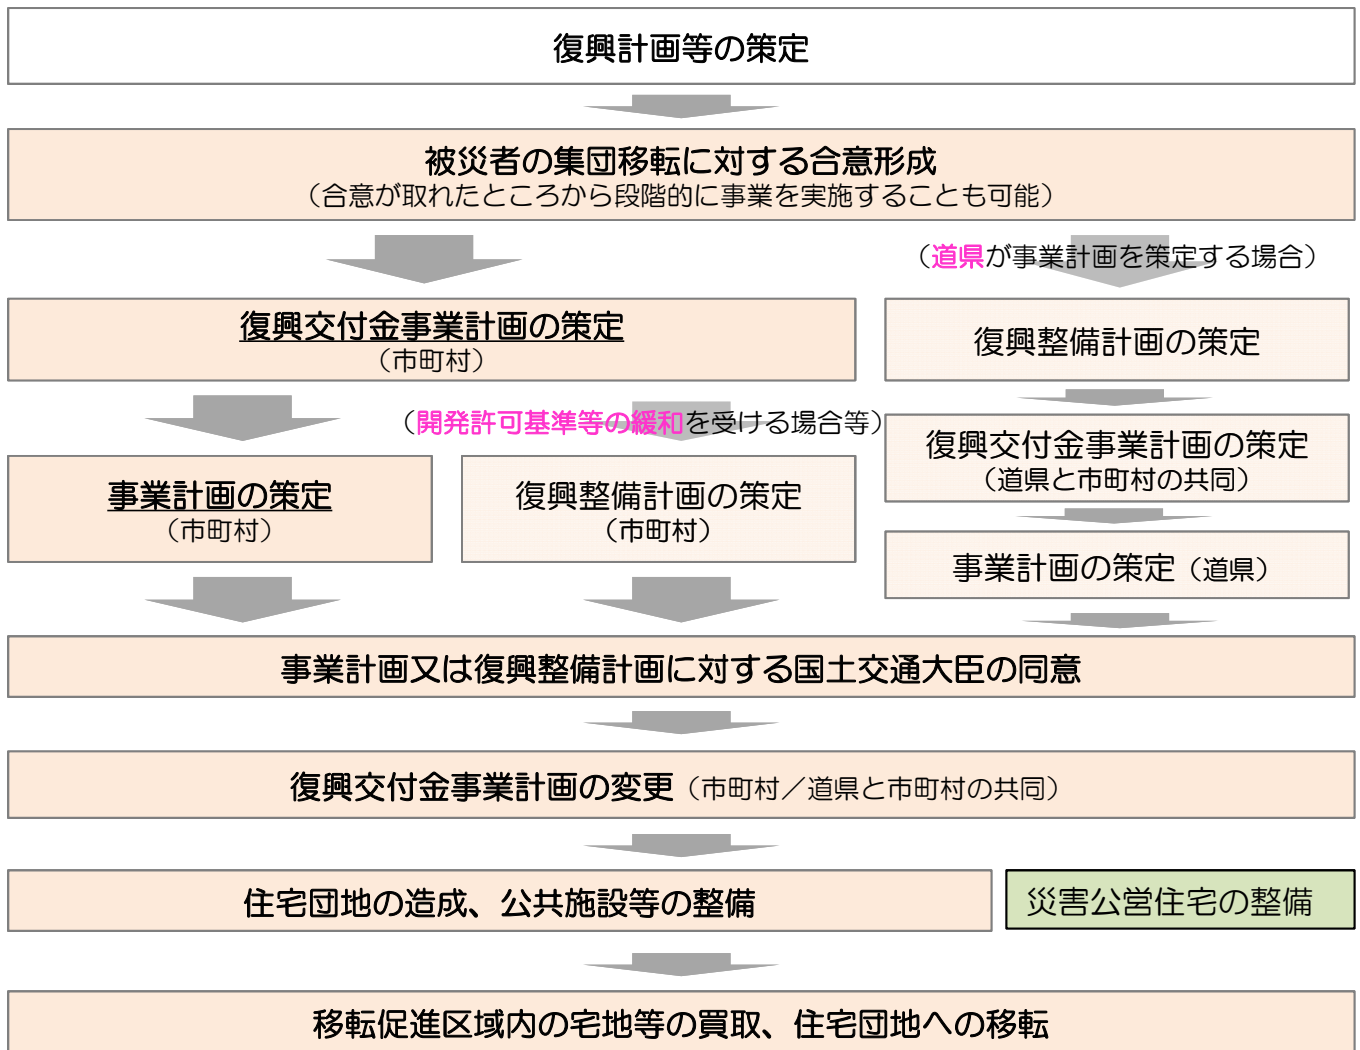 復興計画等の策定
被災者の集団移転に対する合意形成
（合意が取れたところから段階的に事業を実施することも可能）
（道県が事業計画を策定する場合）
復興交付金事業計画の策定
（市町村）
復興整備計画の策定
（開発許可基準等の緩和を受ける場合等）
復興交付金事業計画の策定
（道県と市町村の共同）
事業計画の策定
（市町村）
復興整備計画の策定
（市町村）
事業計画の策定（道県）
事業計画又は復興整備計画に対する国土交通大臣の同意
復興交付金事業計画の変更（市町村／道県と市町村の共同）
住宅団地の造成、公共施設等の整備
災害公営住宅の整備
移転促進区域内の宅地等の買取、住宅団地への移転